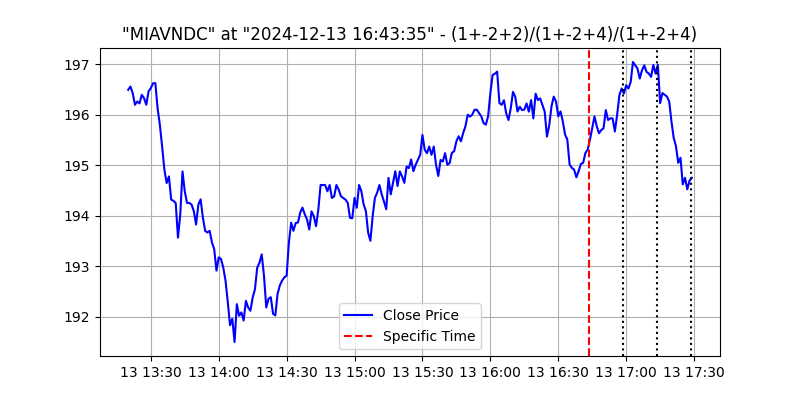 "MIAVNDC" at "2024-12-13 16:43:35" - (1+-2+2)/(1+-2+4)/(1+-2+4)
197
196
195
194
193
192
Close Price
Specific Time
13 13:30 13 14:00 13 14:30 13 15:00 13 15:30 13 16:00 13 16:30 13 17:00 13 17:30